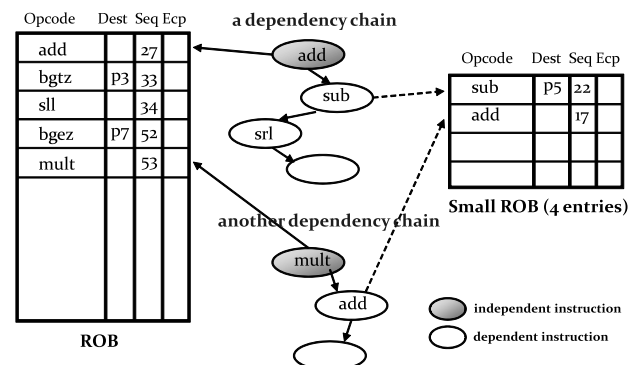 a dependency chain
Opcode Dest Seq Ecp
add 27
bgtz p3 33
sll 34
bgez p7 52
mult 53
ROB
add
sub
srl
another dependency chain
mult
add
Opcode Dest Seq Ecp
sub p5 22
add 17
Small ROB (4 entries)
independent instruction
dependent instruction